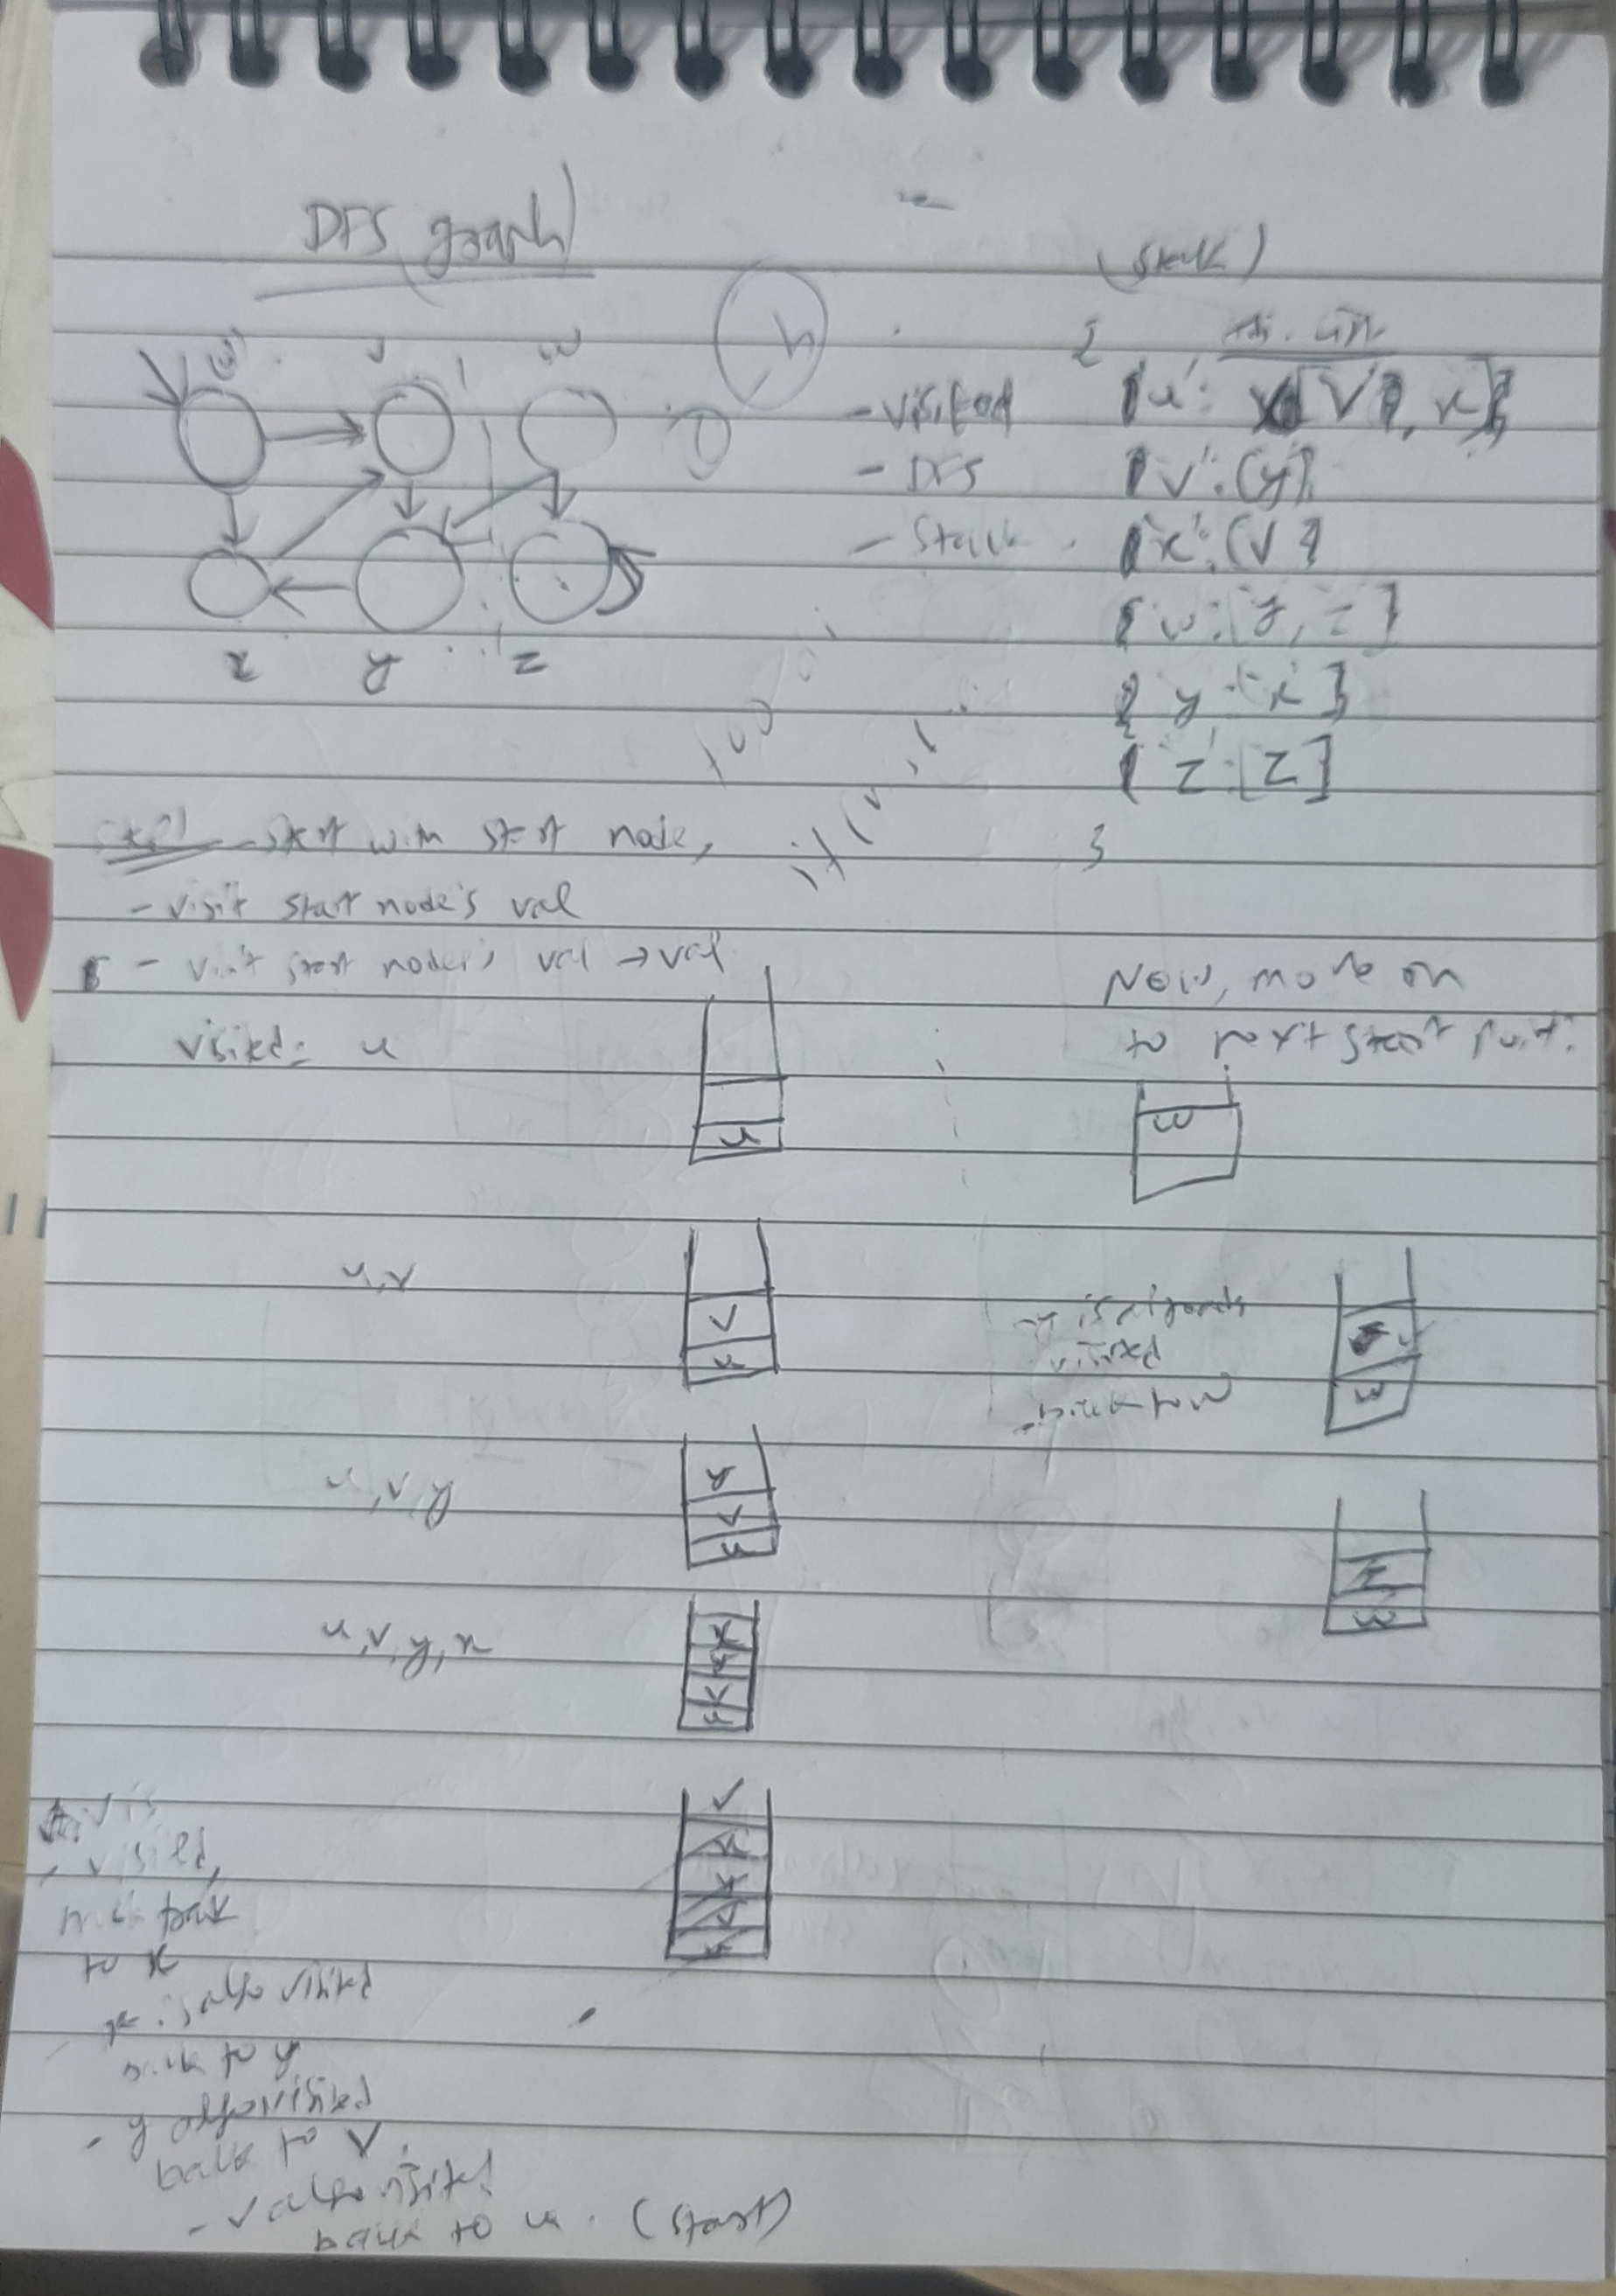 DFS (graph)
(stack)
u v w
- visited
- DFS
- Stack
{
'u': [v, x]
'v': [y]
'x': [v]
w: [y, z]
y : x
z : [z]
}
x y z
start with start node,
- visit start node's val
- visit start node's val → val
visited: u
u
Now, move on
to next start point.
w
u,v
v
u
- y is already
visited
- back to w
w
u,v,y
y
v
u
w
u,v,y,x
x
y
v
u
v
v is
visited,
back
to x
- x is also visited
back to y
- y also visited
back to v.
- v also visited
back to u. (start)